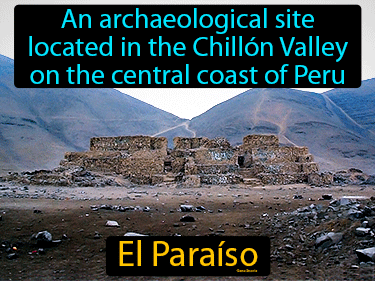 An archaeological site
located in the Chillón Valley
on the central coast of Peru
El Paraíso